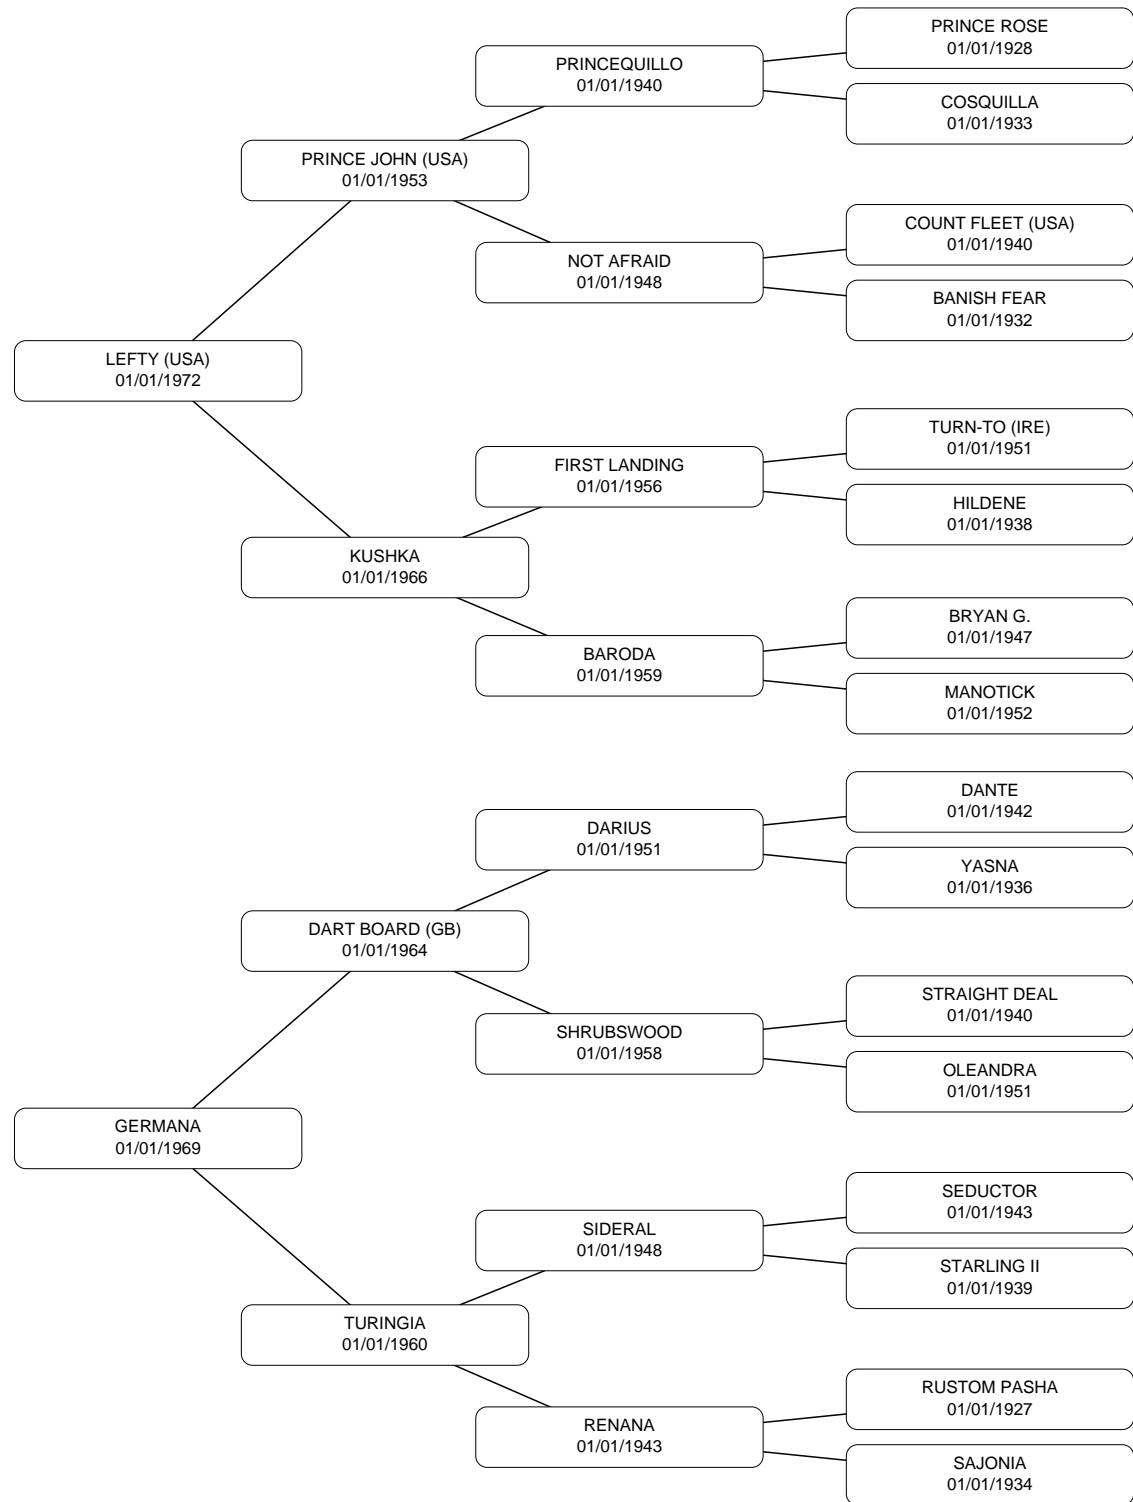 PRINCE ROSE
01/01/1928
PRINCEQUILLO
01/01/1940
COSQUILLA
01/01/1933
PRINCE JOHN (USA)
01/01/1953
COUNT FLEET (USA)
01/01/1940
NOT AFRAID
01/01/1948
BANISH FEAR
01/01/1932
LEFTY (USA)
01/01/1972
TURN-TO (IRE)
01/01/1951
FIRST LANDING
01/01/1956
HILDENE
01/01/1938
KUSHKA
01/01/1966
BRYAN G.
01/01/1947
BARODA
01/01/1959
MANOTICK
01/01/1952
DANTE
01/01/1942
DARIUS
01/01/1951
YASNA
01/01/1936
DART BOARD (GB)
01/01/1964
STRAIGHT DEAL
01/01/1940
SHRUBSWOOD
01/01/1958
OLEANDRA
01/01/1951
GERMANA
01/01/1969
SEDUCTOR
01/01/1943
SIDERAL
01/01/1948
STARLING II
01/01/1939
TURINGIA
01/01/1960
RUSTOM PASHA
01/01/1927
RENANA
01/01/1943
SAJONIA
01/01/1934